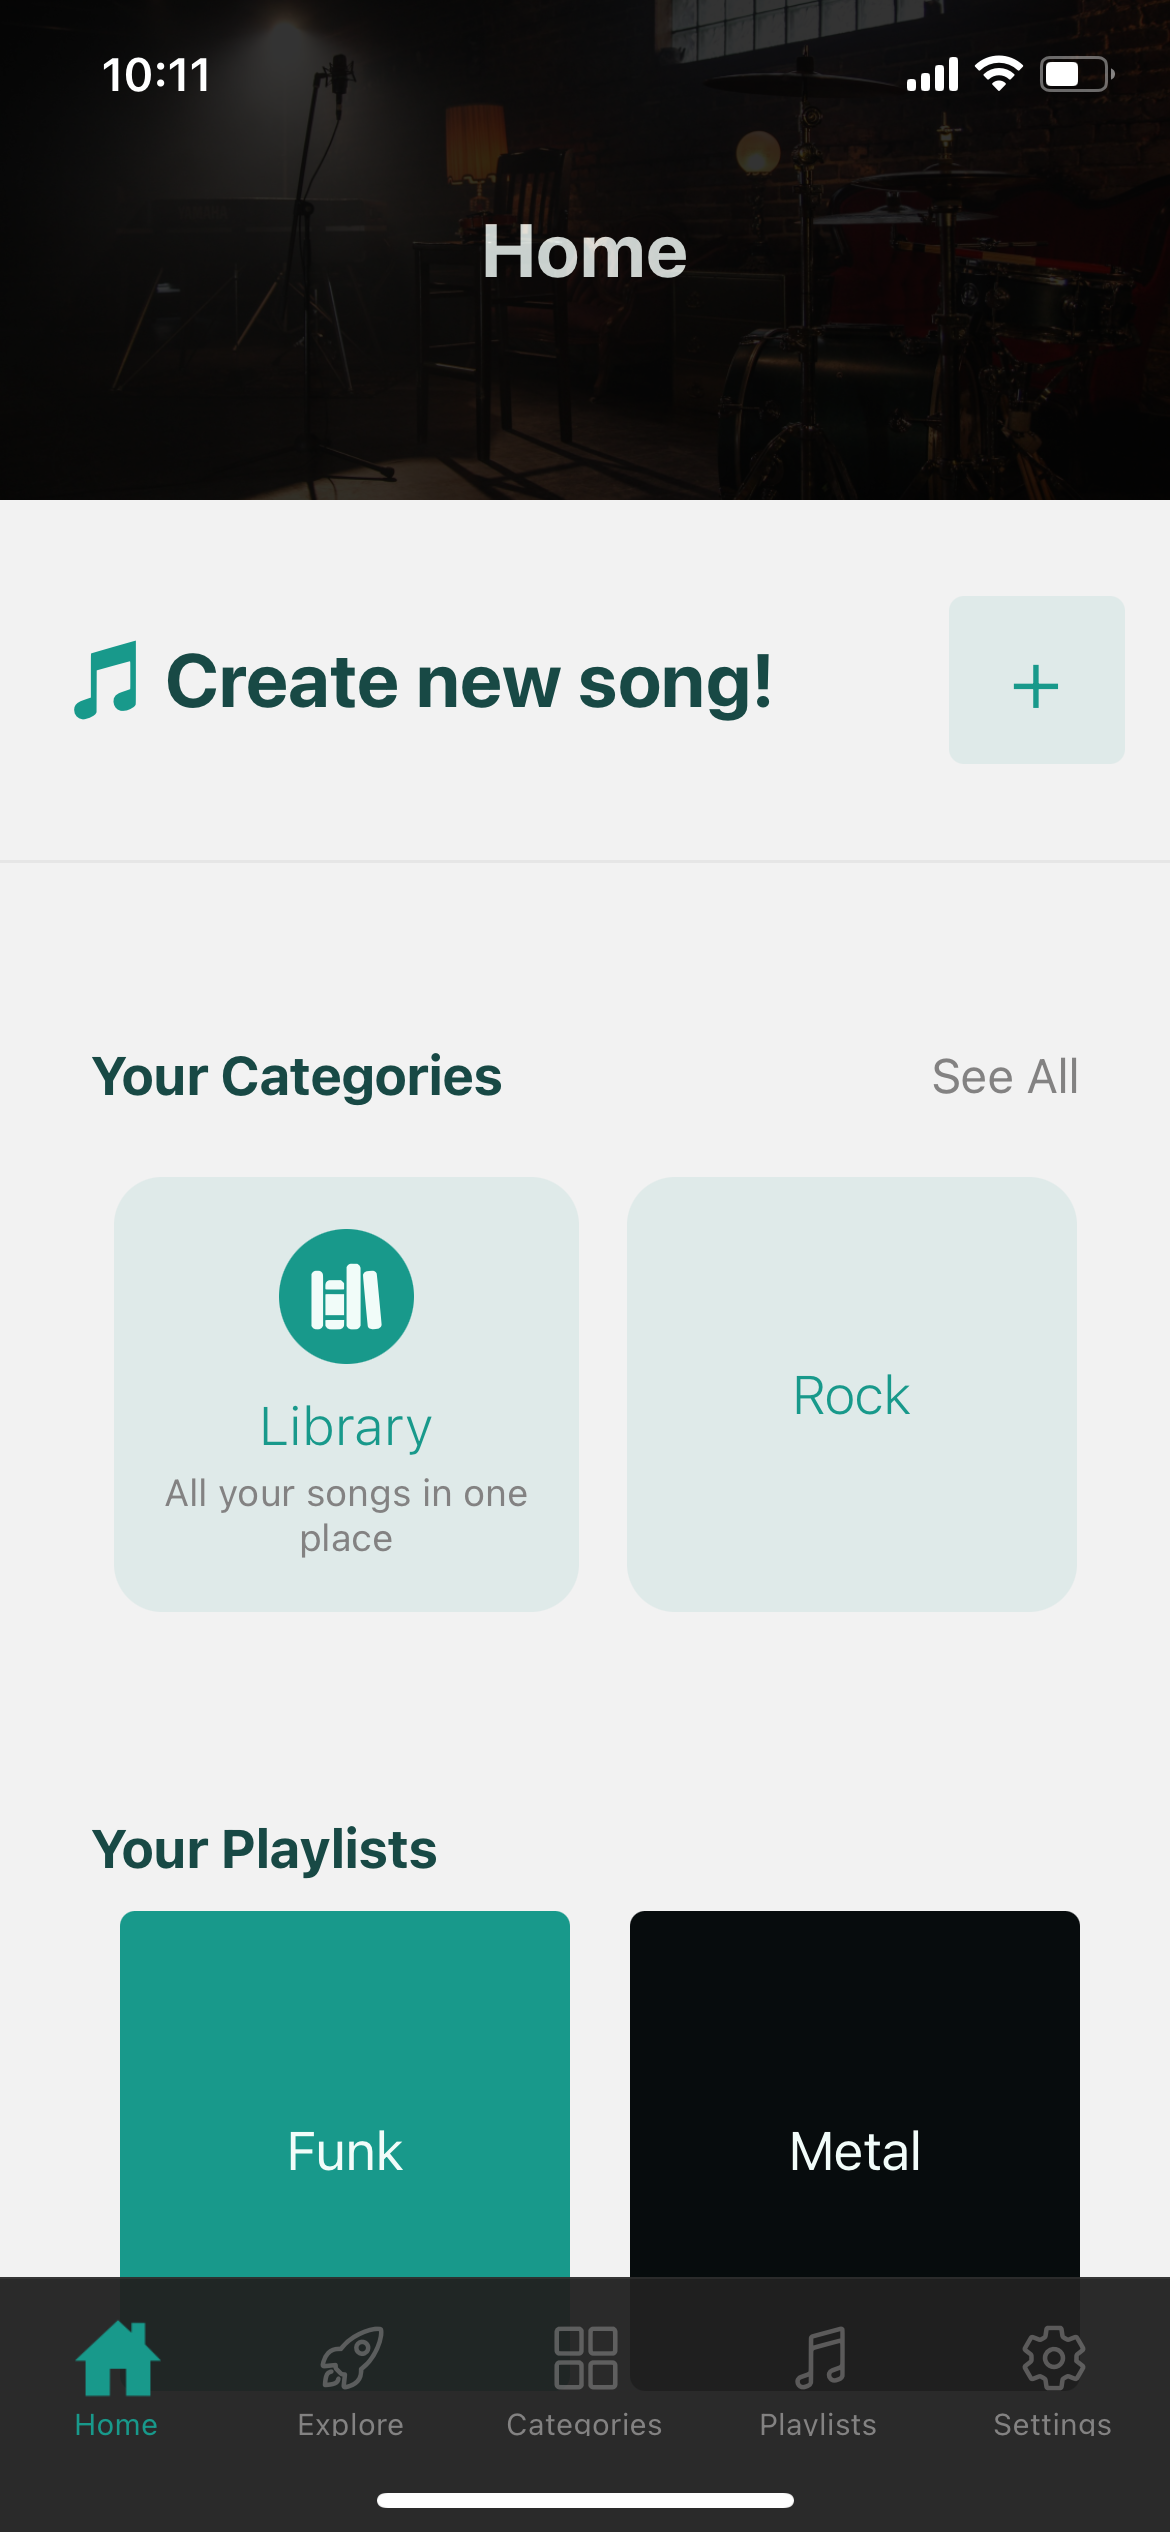 10:11
Home
Create new song!
+
Your Categories
See All
Library
All your songs in one
place
Rock
Your Playlists
Funk
Metal
Home
Explore
Categories
Playlists
Settings